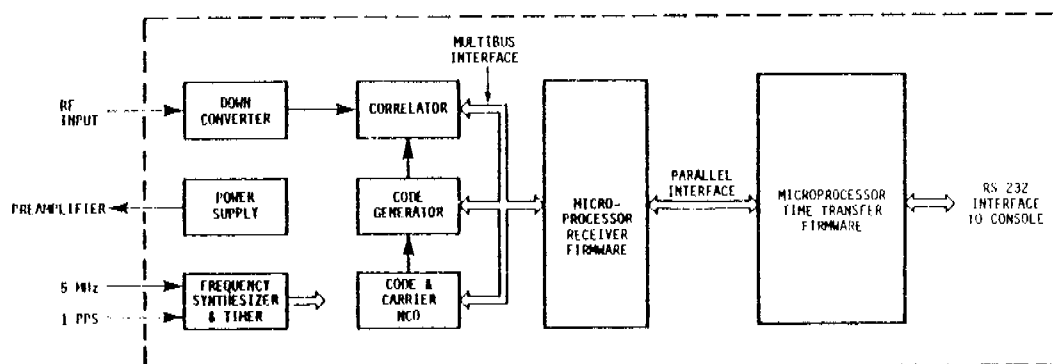 MULTIBUS
INTERFACE
RF
INPUT
DOWN
CONVERTER
CORRELATOR
PREAMPLIFIER
POWER
SUPPLY
CODE
GENERATOR
MICRO-
PROCESSOR
RECEIVER
FIRMWARE
PARALLEL
INTERFACE
MICROPROCESSOR
TIME TRANSFER
FIRMWARE
RS 232
INTERFACE
TO CONSOLE
5 MHz
1 PPS
FREQUENCY
SYNTHESIZER
& TIMER
CODE &
CARRIER
NCO